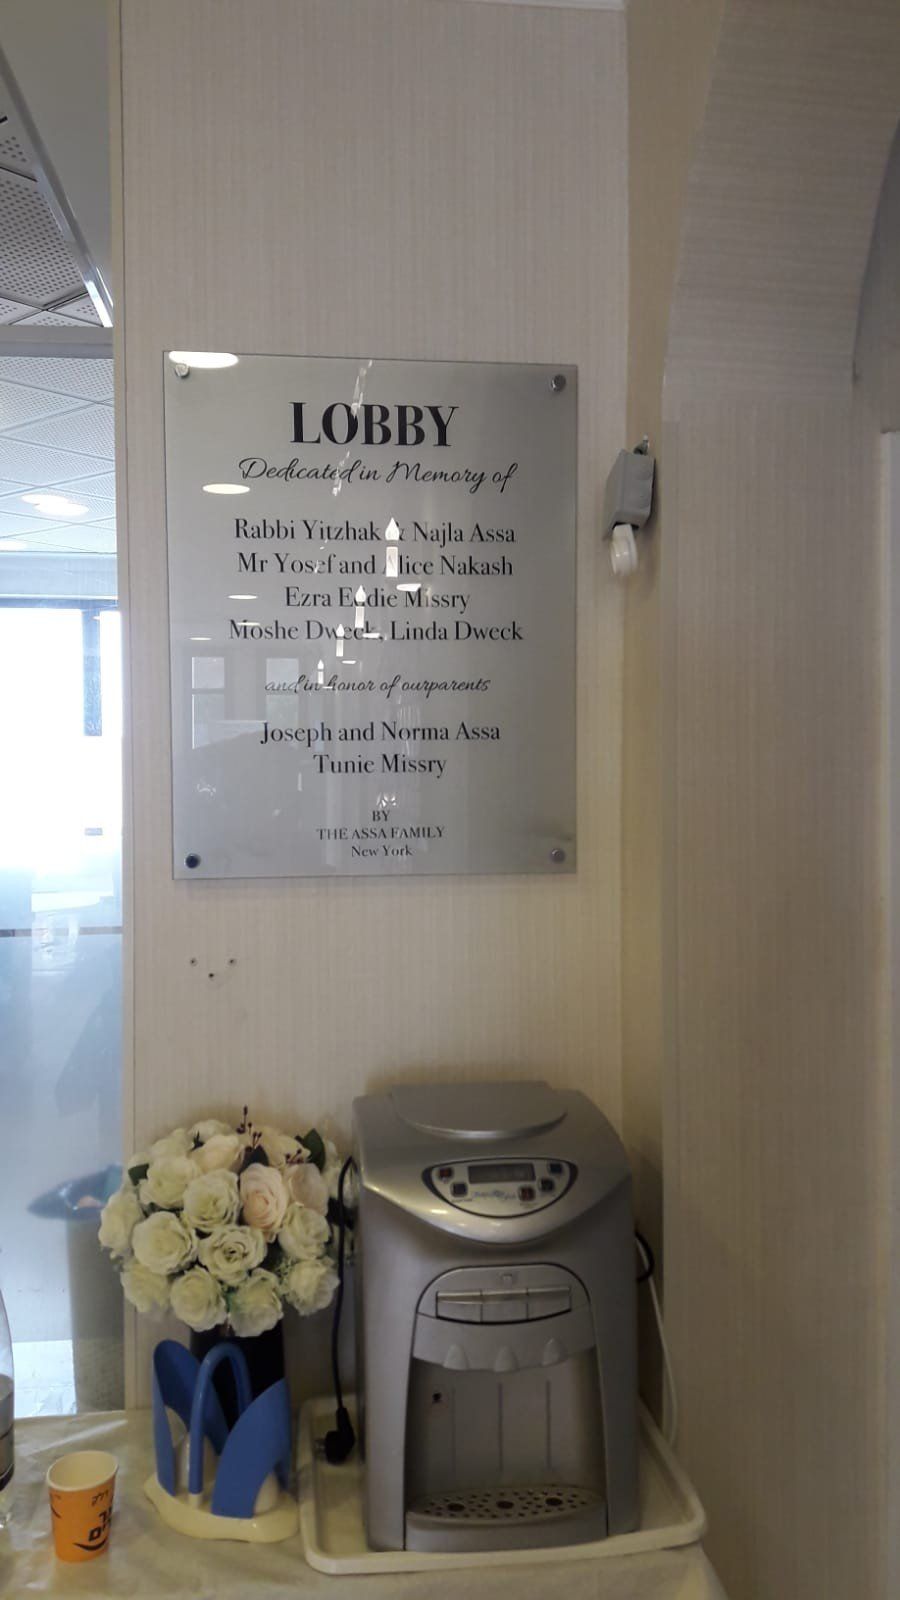 LOBBY
Dedicated in Memory of
Rabbi Yitzhak & Najla Assa
Mr Yosef and Alice Nakash
Ezra Eddie Missry
Moshe Dweck, Linda Dweck
and in honor of ourparents
Joseph and Norma Assa
Tunie Missry
BY
THE ASSA FAMILY
New York